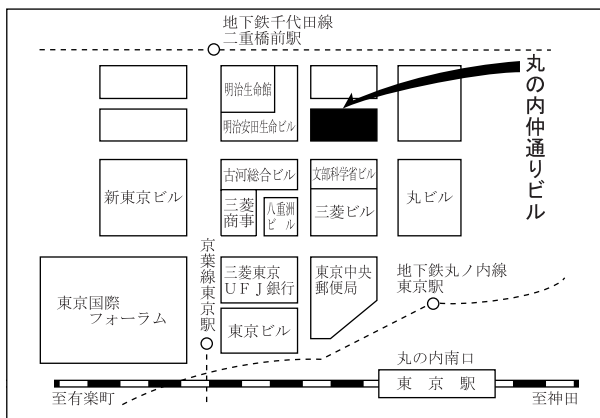 地下鉄千代田線
二重橋前駅
丸の内仲通りビル
明治生命館
明治安田生命ビル
新東京ビル
古河総合ビル
三菱
商事
八重洲
ビル
文部科学省ビル
三菱ビル
丸ビル
京葉線東京駅
三菱東京
UFJ銀行
東京ビル
東京中央
郵便局
地下鉄丸ノ内線
東京駅
東京国際
フォーラム
丸の内南口
東京駅
至有楽町
至神田